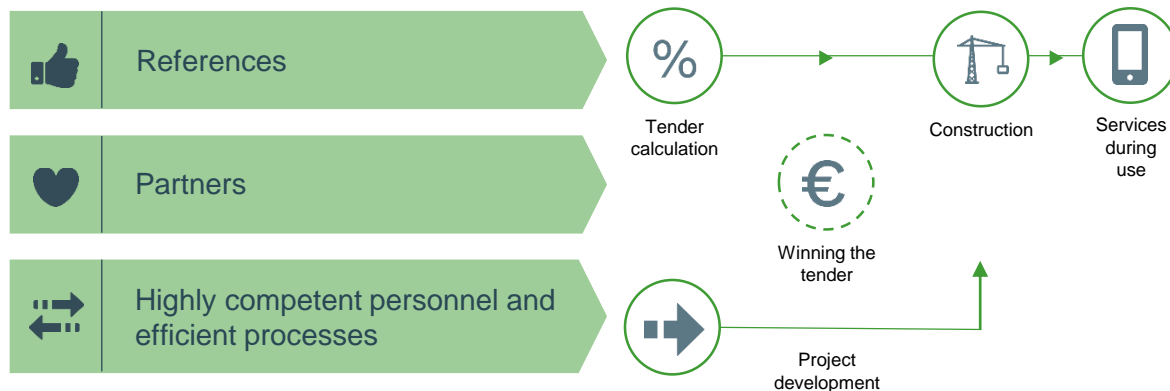 References
Partners
Highly competent personnel and
efficient processes
%
Tender
calculation
€
Winning the
tender
Construction
Services
during
use
Project
development